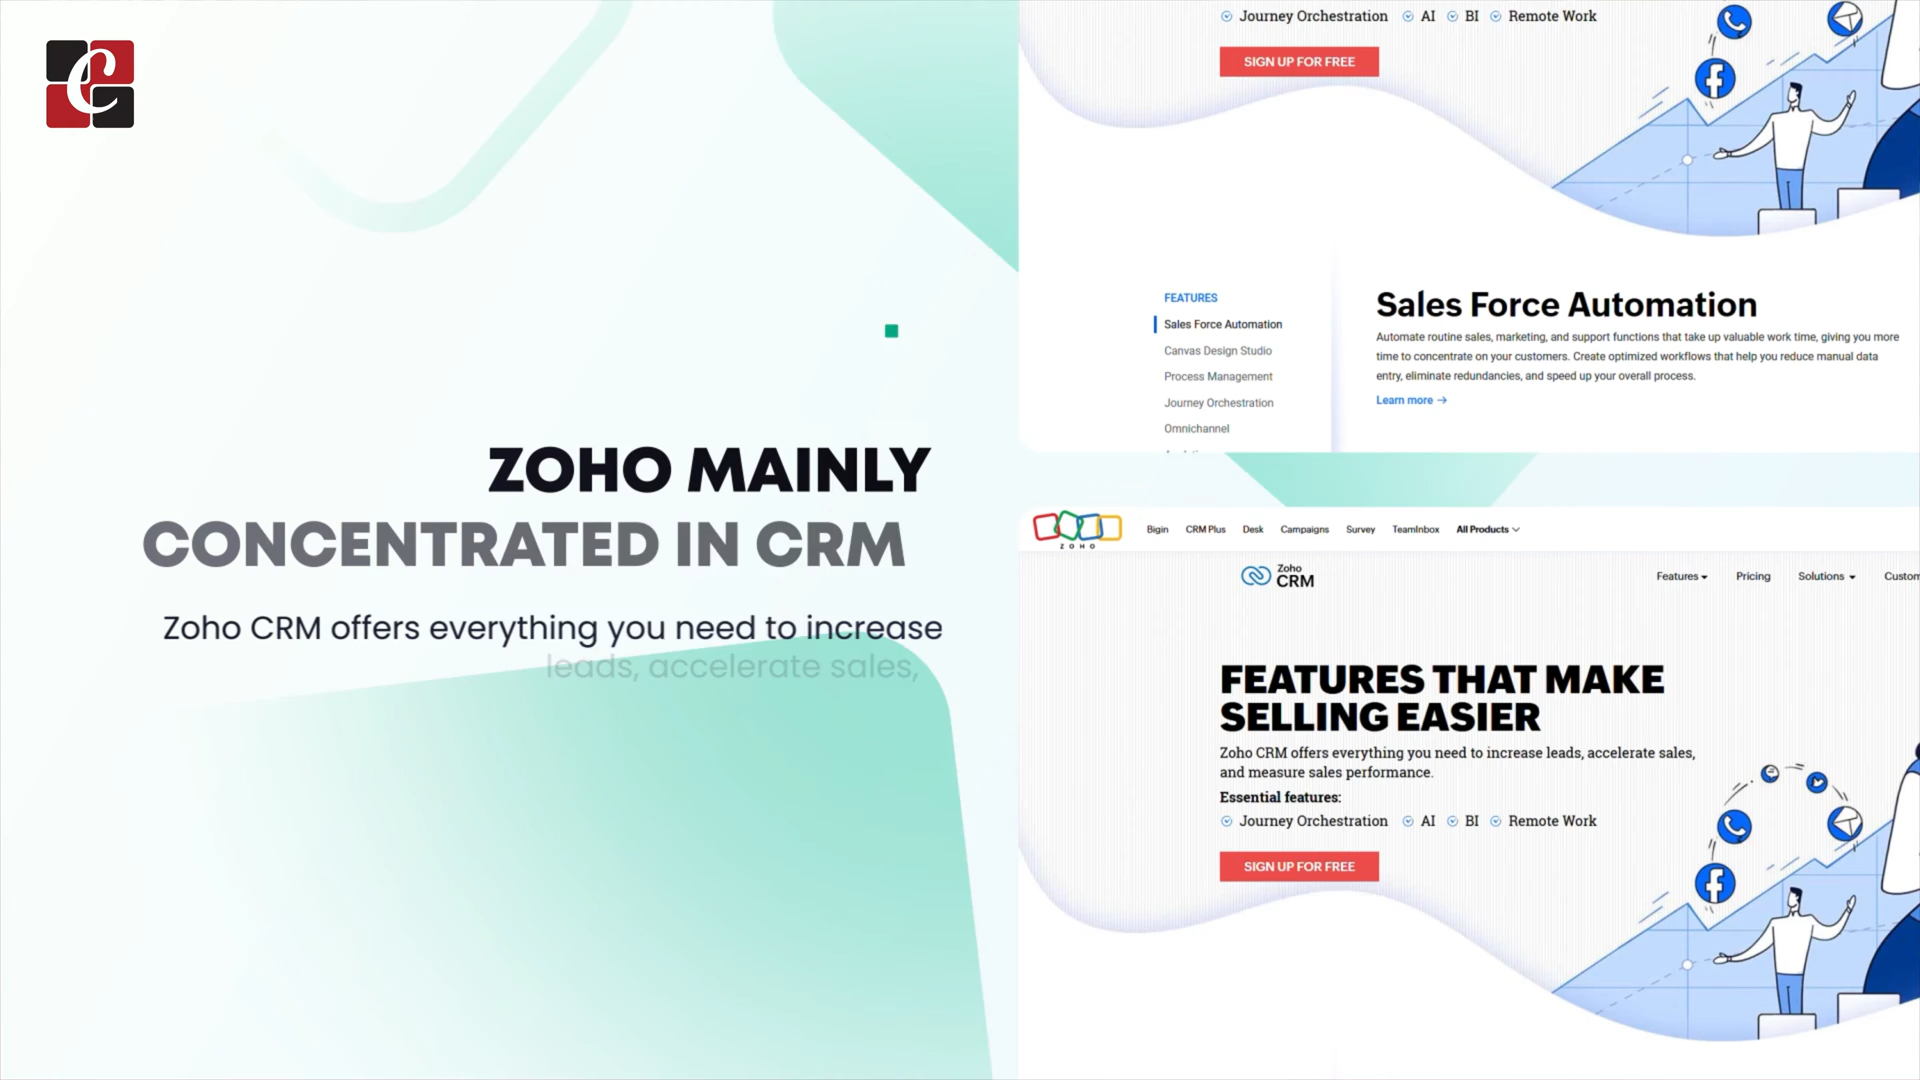 C
ZOHO MAINLY
CONCENTRATED IN CRM
Zoho CRM offers everything you need to increase
leads, accelerate sales,
Journey Orchestration AI BI Remote Work
SIGN UP FOR FREE
FEATURES
Sales Force Automation
Canvas Design Studio
Process Management
Journey Orchestration
Omnichannel
Sales Force Automation
Automate routine sales, marketing, and support functions that take up valuable work time, giving you more
time to concentrate on your customers. Create optimized workflows that help you reduce manual data
entry, eliminate redundancies, and speed up your overall process.
Learn more →
ZOHO
Bigin CRM Plus Desk Campaigns Survey TeamInbox All Products
Zoho
CRM
Features Pricing Solutions Custom
FEATURES THAT MAKE
SELLING EASIER
Zoho CRM offers everything you need to increase leads, accelerate sales,
and measure sales performance.
Essential features:
Journey Orchestration AI BI Remote Work
SIGN UP FOR FREE